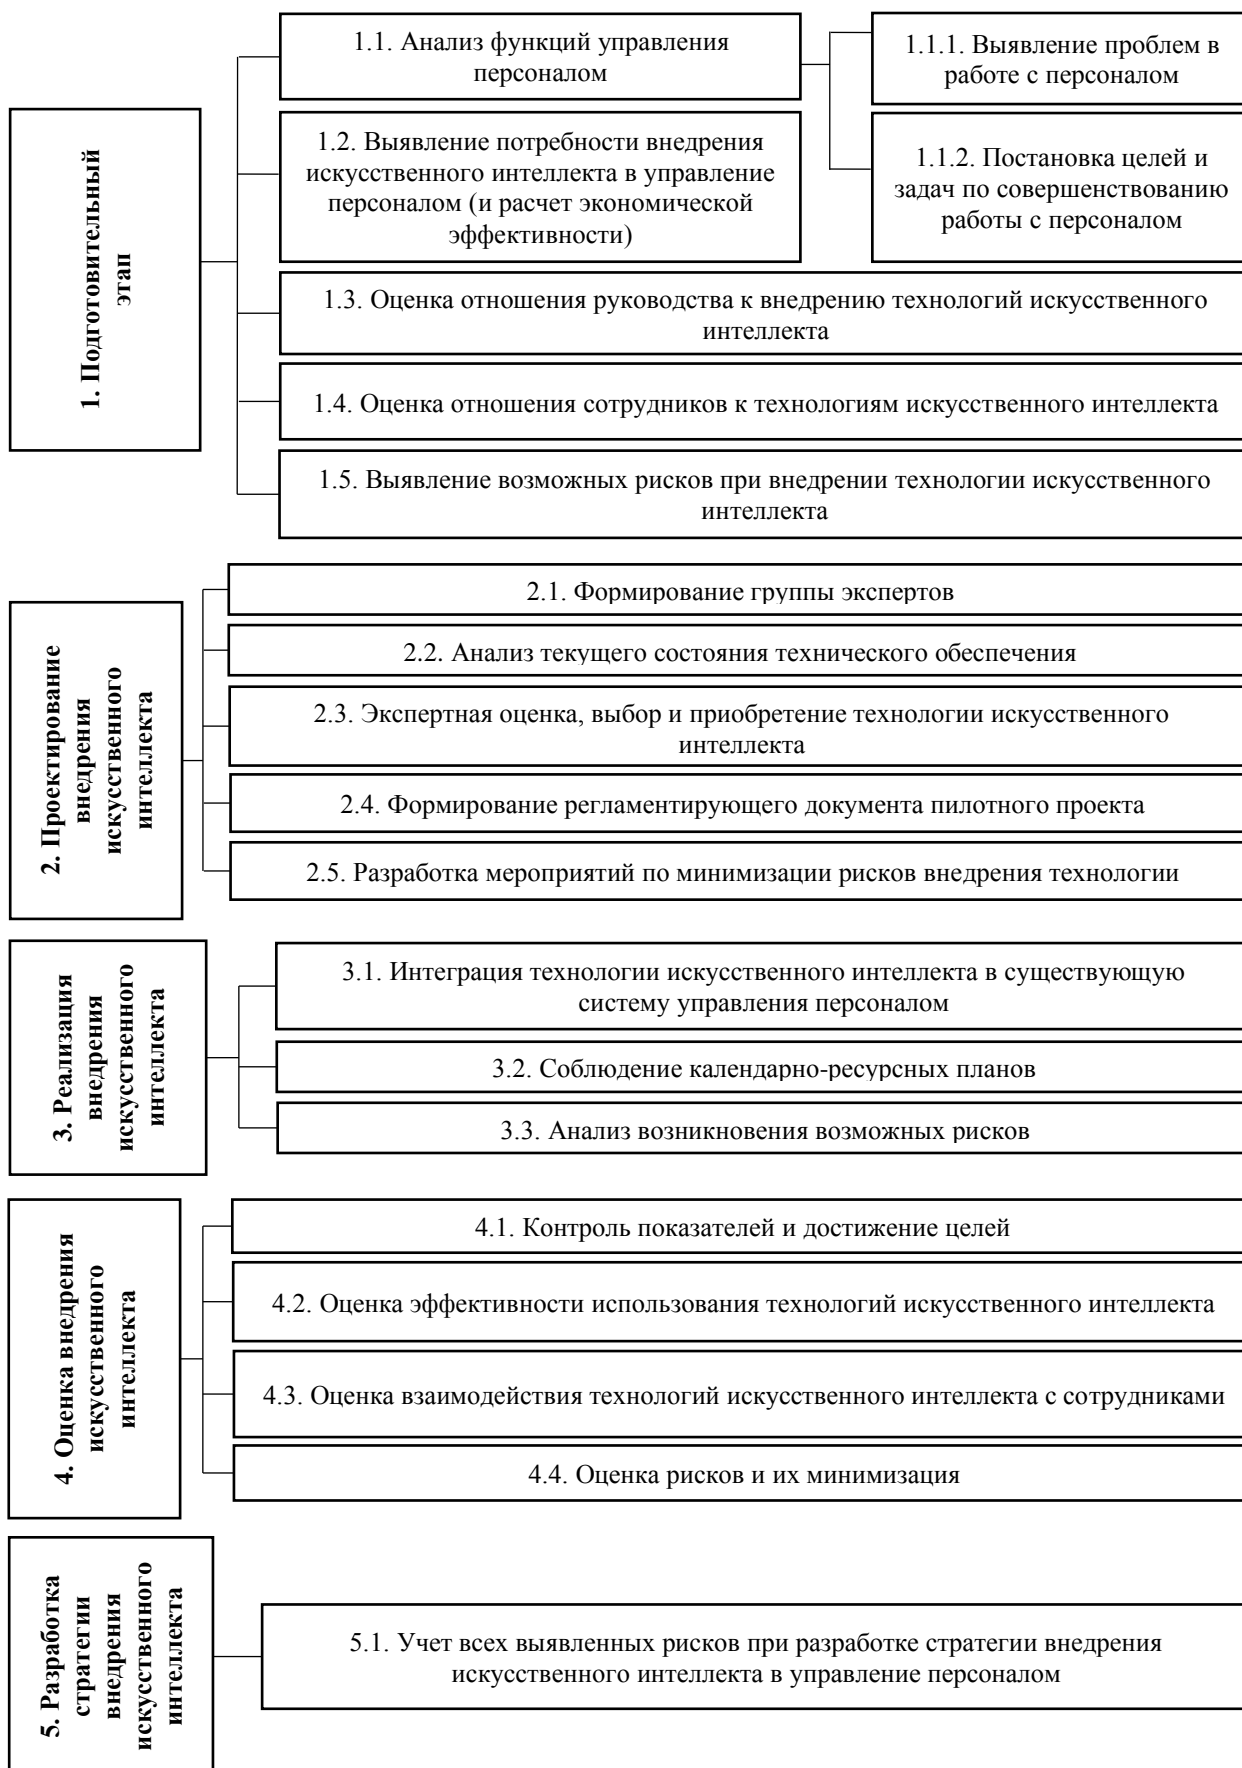 1. Подготовительный
этап
1.1. Анализ функций управления
персоналом
1.1.1. Выявление проблем в
работе с персоналом
1.1.2. Постановка целей и
задач по совершенствованию
работы с персоналом
1.2. Выявление потребности внедрения
искусственного интеллекта в управление
персоналом (и расчет экономической
эффективности)
1.3. Оценка отношения руководства к внедрению технологий искусственного
интеллекта
1.4. Оценка отношения сотрудников к технологиям искусственного интеллекта
1.5. Выявление возможных рисков при внедрении технологии искусственного
интеллекта
2. Проектирование
внедрения
искусственного
интеллекта
2.1. Формирование группы экспертов
2.2. Анализ текущего состояния технического обеспечения
2.3. Экспертная оценка, выбор и приобретение технологии искусственного
интеллекта
2.4. Формирование регламентирующего документа пилотного проекта
2.5. Разработка мероприятий по минимизации рисков внедрения технологии
3. Реализация
внедрения
искусственного
интеллекта
3.1. Интеграция технологии искусственного интеллекта в существующую
систему управления персоналом
3.2. Соблюдение календарно-ресурсных планов
3.3. Анализ возникновения возможных рисков
4. Оценка внедрения
искусственного
интеллекта
4.1. Контроль показателей и достижение целей
4.2. Оценка эффективности использования технологий искусственного интеллекта
4.3. Оценка взаимодействия технологий искусственного интеллекта с сотрудниками
4.4. Оценка рисков и их минимизация
5. Разработка
стратегии
внедрения
искусственного
интеллекта
5.1. Учет всех выявленных рисков при разработке стратегии внедрения
искусственного интеллекта в управление персоналом